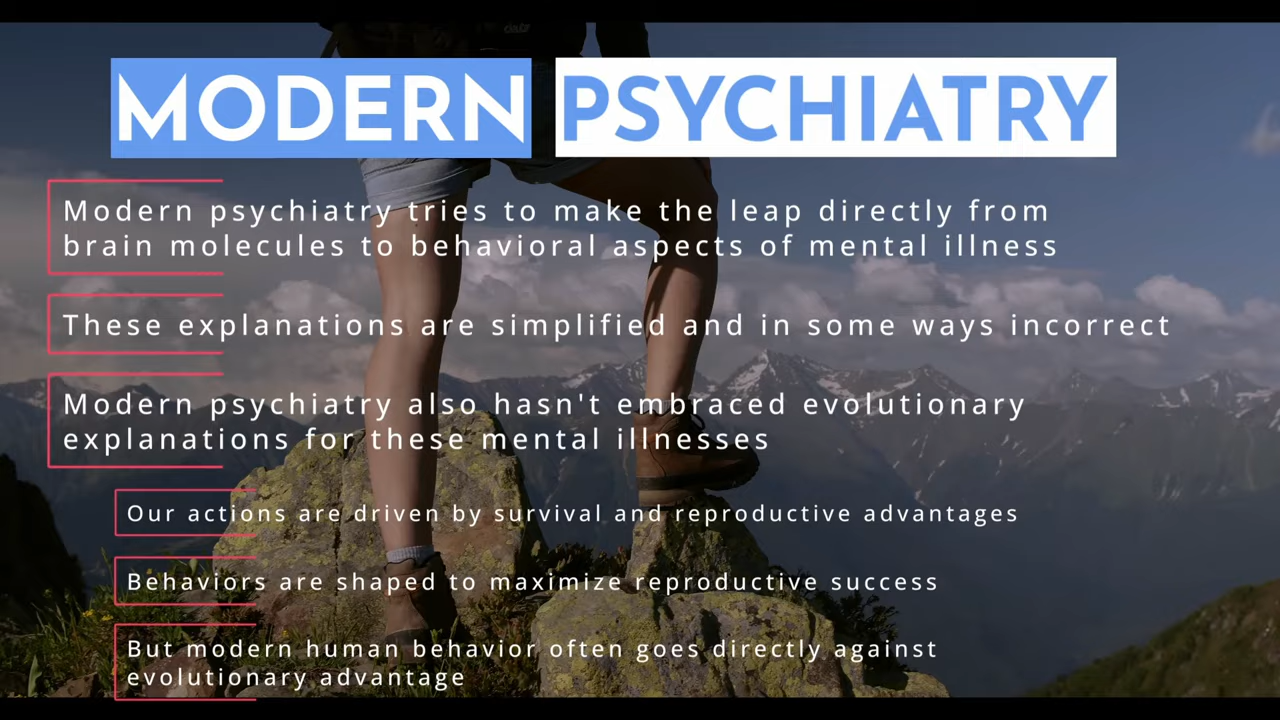 MODERN PSYCHIATRY
Modern psychiatry tries to make the leap directly from
brain molecules to behavioral aspects of mental illness
These explanations are simplified and in some ways incorrect
Modern psychiatry also hasn't embraced evolutionary
explanations for these mental illnesses
Our actions are driven by survival and reproductive advantages
Behaviors are shaped to maximize reproductive success
But modern human behavior often goes directly against
evolutionary advantage